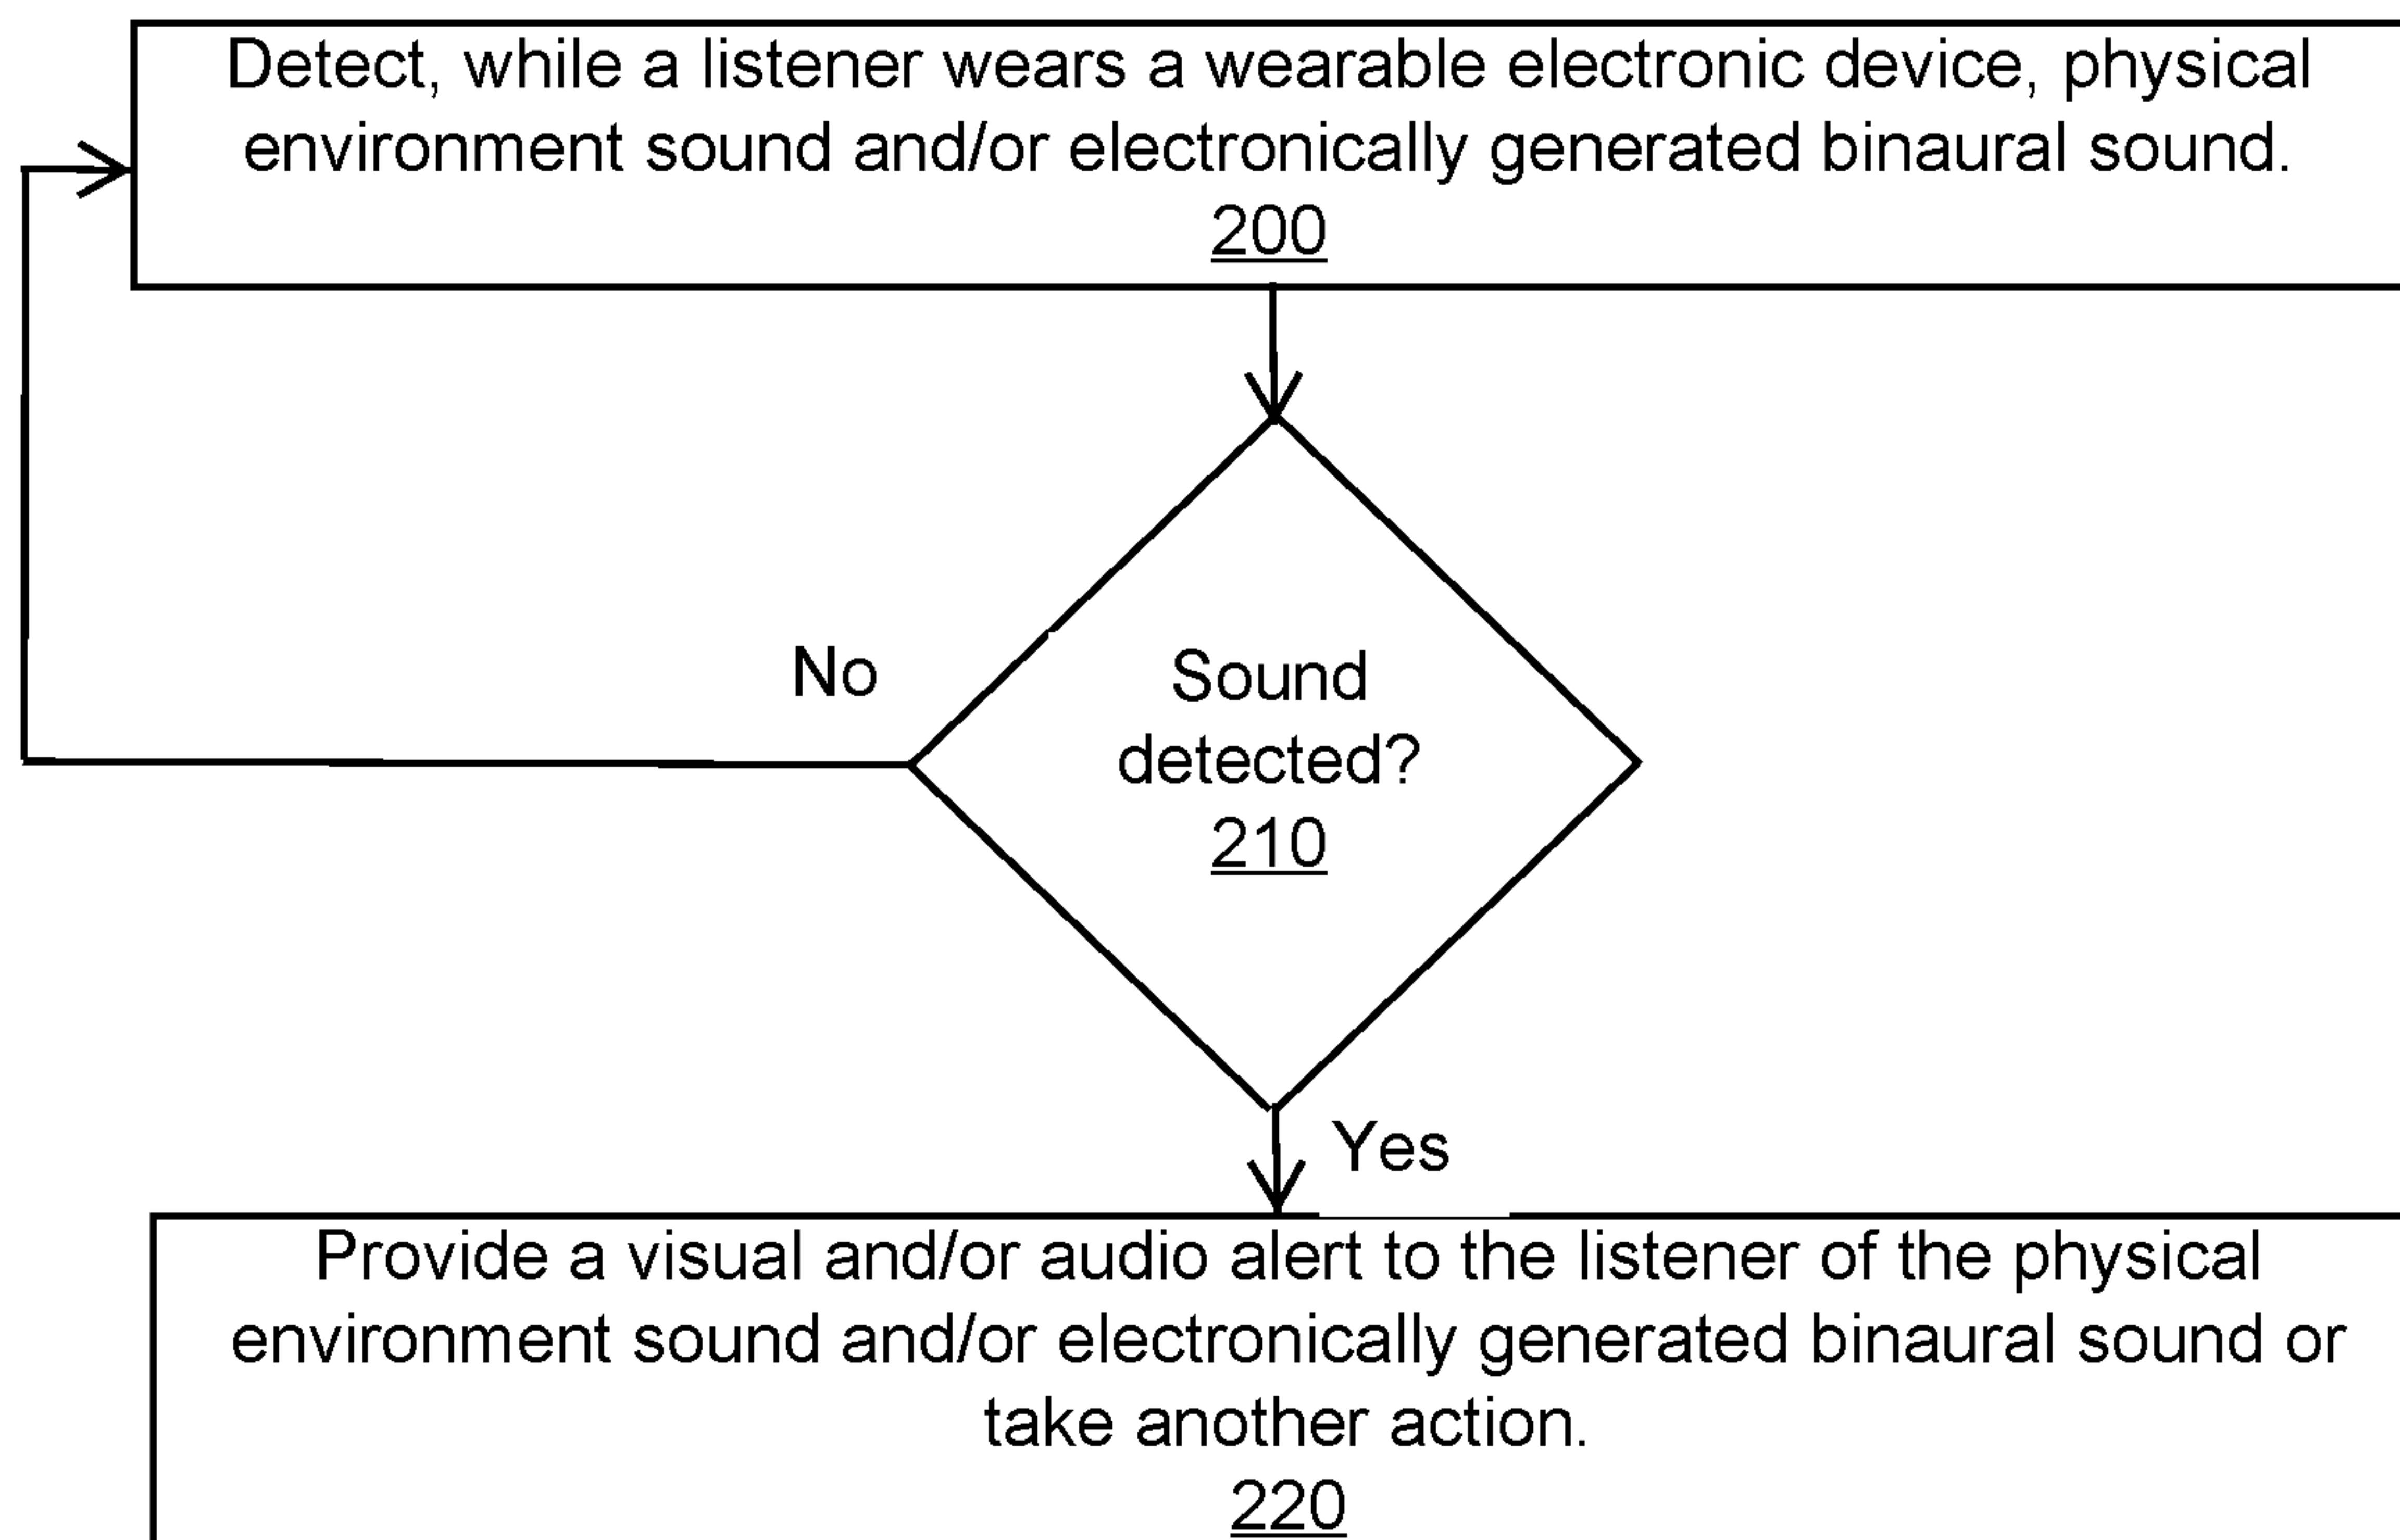 Detect, while a listener wears a wearable electronic device, physical
environment sound and/or electronically generated binaural sound.
200
No
Sound
detected?
210
Yes
Provide a visual and/or audio alert to the listener of the physical
environment sound and/or electronically generated binaural sound or
take another action.
220